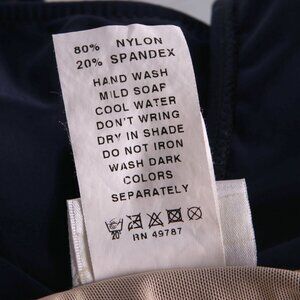 80% NYLON
20% SPANDEX
HAND WASH
MILD SOAP
COOL WATER
DON'T WRING
DRY IN SHADE
DO NOT IRON
WASH DARK
COLORS
SEPARATELY
RN 49787